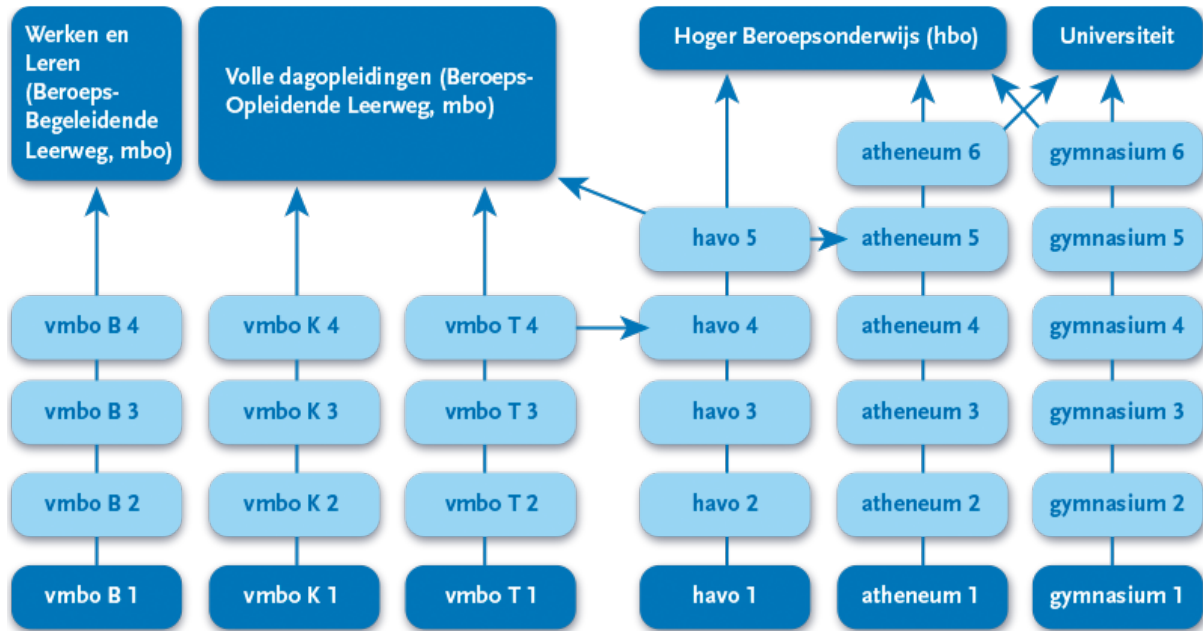 Werken en
Leren
(Beroeps-
Begeleidende
Leerweg, mbo)
Volle dagopleidingen (Beroeps-
Opleidende Leerweg, mbo)
Hoger Beroepsonderwijs (hbo)
Universiteit
atheneum 6
gymnasium 6
havo 5
atheneum 5
gymnasium 5
vmbo B 4
vmbo K 4
vmbo T 4
havo 4
atheneum 4
gymnasium 4
vmbo B 3
vmbo K 3
vmbo T 3
havo 3
atheneum 3
gymnasium 3
vmbo B 2
vmbo K 2
vmbo T 2
havo 2
atheneum 2
gymnasium 2
vmbo B 1
vmbo K 1
vmbo T 1
havo 1
atheneum 1
gymnasium 1